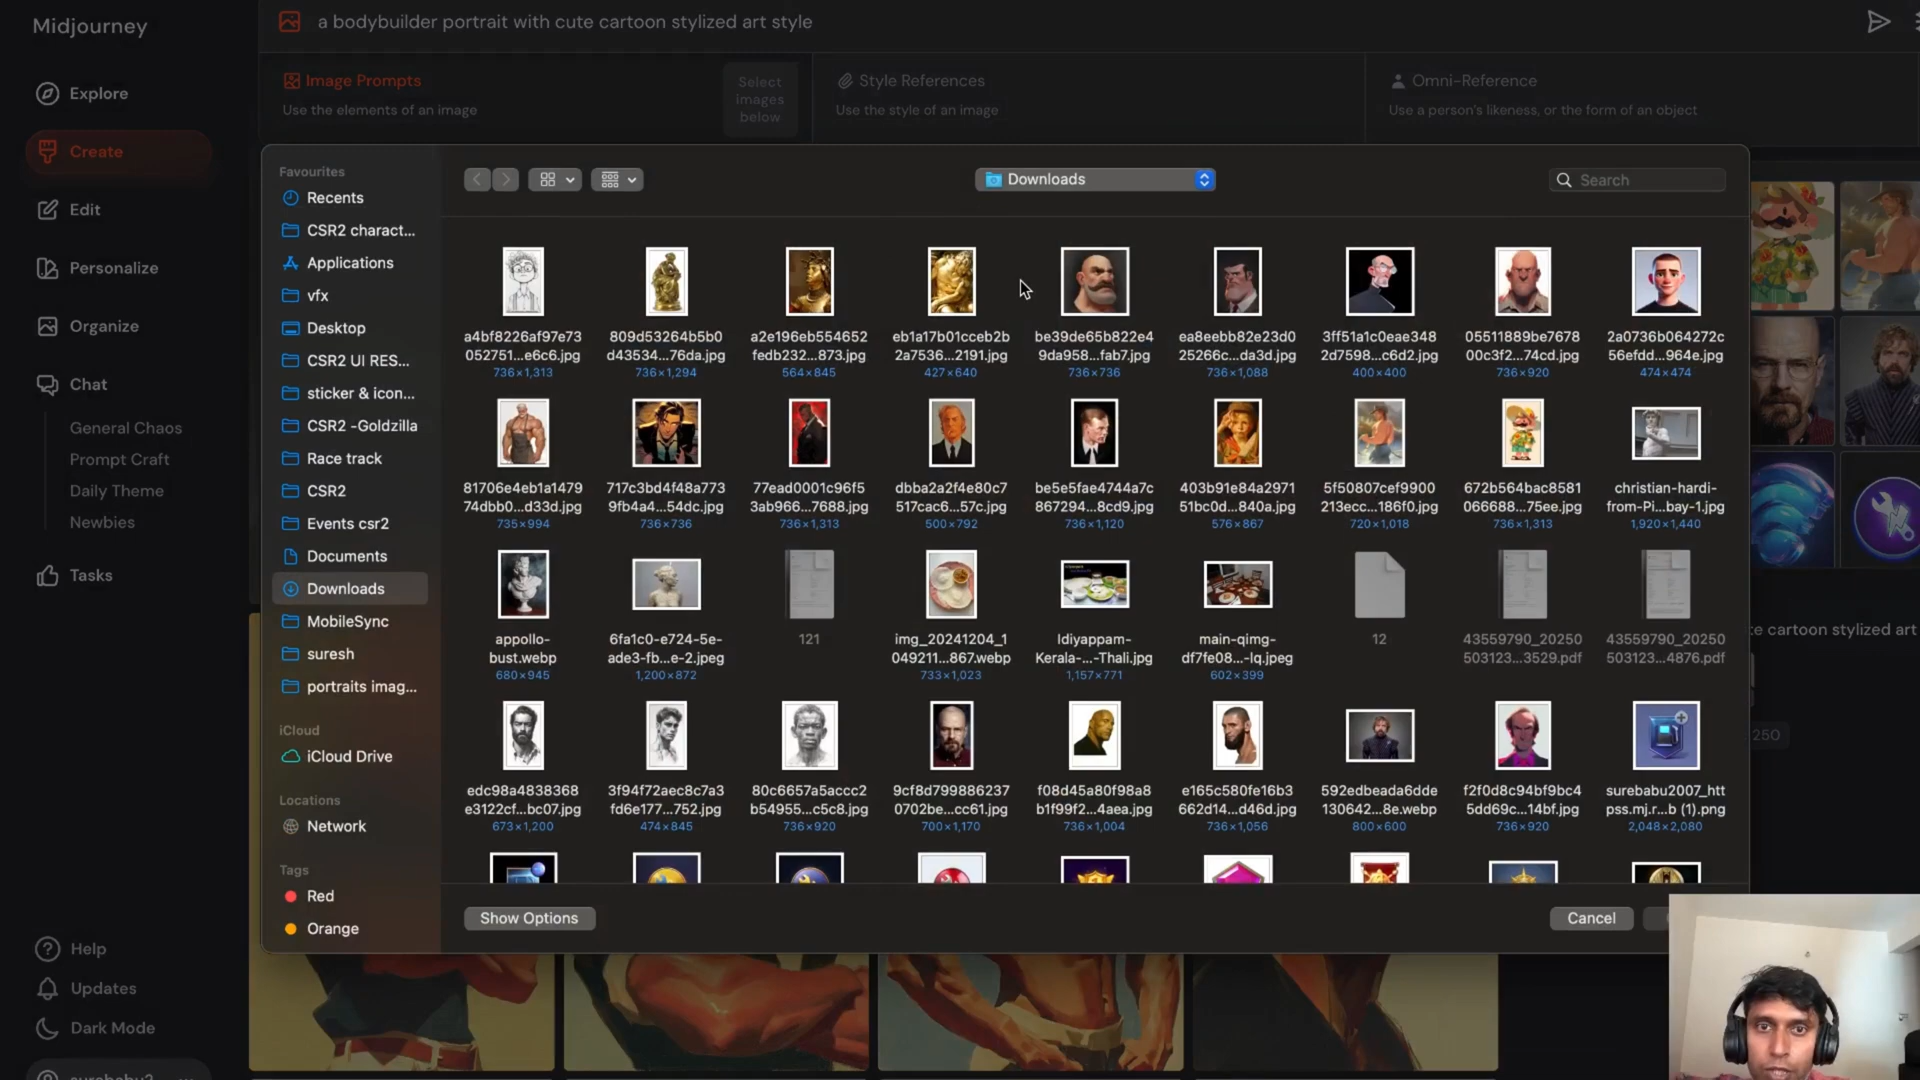 Midjourney
a bodybuilder portrait with cute cartoon stylized art style
Image Prompts
Use the elements of an image
Select
images
below
Style References
Use the style of an image
Omni-Reference
Use a person's likeness, or the form of an object
Explore
Create
Edit
Personalize
Organize
Chat
General Chaos
Prompt Craft
Daily Theme
Newbies
Tasks
Help
Updates
Dark Mode
Favourites
Recents
CSR2 charact...
Applications
vfx
Desktop
CSR2 UI RES...
sticker & icon...
CSR2 -Goldzilla
Race track
CSR2
Events csr2
Documents
Downloads
MobileSync
suresh
portraits imag...
iCloud
iCloud Drive
Locations
Network
Tags
Red
Orange
Downloads
Search
a4bf8226af97e73
052751...e6c6.jpg
736×1,313
809d53264b5b0
d43534...76da.jpg
736×1,294
a2e196eb554652
fedb232...873.jpg
564×845
eb1a17b01cceb2b
2a7536...2191.jpg
427×640
be39de65b822e4
9da958...fab7.jpg
736×736
ea8eebb82e23d0
25266c...da3d.jpg
736×1,088
3ff51a1c0eae348
2d7598...c6d2.jpg
400×400
05511889be7678
00c3f2...74cd.jpg
736×920
2a0736b064272c
56efdd...964e.jpg
474×474
81706e4eb1a1479
74dbb0...d33d.jpg
735×994
717c3bd4f48a773
9fb4a4...54dc.jpg
736×736
77ead0001c96f5
3ab966...7688.jpg
736×1,313
dbba2a2f4e80c7
517cac6...57c.jpg
500×792
be5e5fae4744a7c
867294...8cd9.jpg
736×1,120
403b91e84a2971
51bc0d...840a.jpg
576×867
5f50807cef9900
213ecc...186f0.jpg
720×1,018
672b564bac8581
066688...75ee.jpg
736×1,313
christian-hardi-
from-Pi...bay-1.jpg
1,920×1,440
appollo-
bust.webp
680×945
6fa1c0-e724-5e-
ade3-fb...e-2.jpeg
1,200×872
121
img_20241204_1
049211...867.webp
733×1,023
Idiyappam-
Kerala-...-Thali.jpg
1,157×771
main-qimg-
df7fe08...-lq.jpeg
602×399
12
43559790_20250
503123...3529.pdf
43559790_20250
503123...4876.pdf
edc98a4838368
e3122cf...bc07.jpg
673×1,200
3f94f72aec8c7a3
fd6e177...752.jpg
474×845
80c6657a5accc2
b54955...c5c8.jpg
736×920
9cf8d799886237
0702be...cc61.jpg
700×1,170
f08d45a80f98a8
b1f99f2...4aea.jpg
736×1,004
e165c580fe16b3
662d14...d46d.jpg
736×1,056
592edbeada6dde
130642...8e.webp
800×600
f2f0d8c94bf9bc4
5dd69c...14bf.jpg
736×920
surebabu2007_htt
pss.mj.r...b (1).png
2,048×2,080
te cartoon stylized art
250
Show Options
Cancel